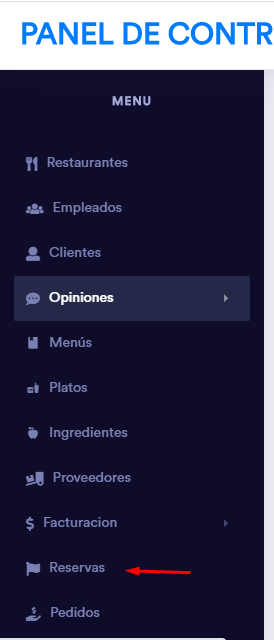 PANEL DE CONTR
MENU
Restaurantes
Empleados
Clientes
Opiniones
Menús
Platos
Ingredientes
Proveedores
Facturacion
Reservas
Pedidos